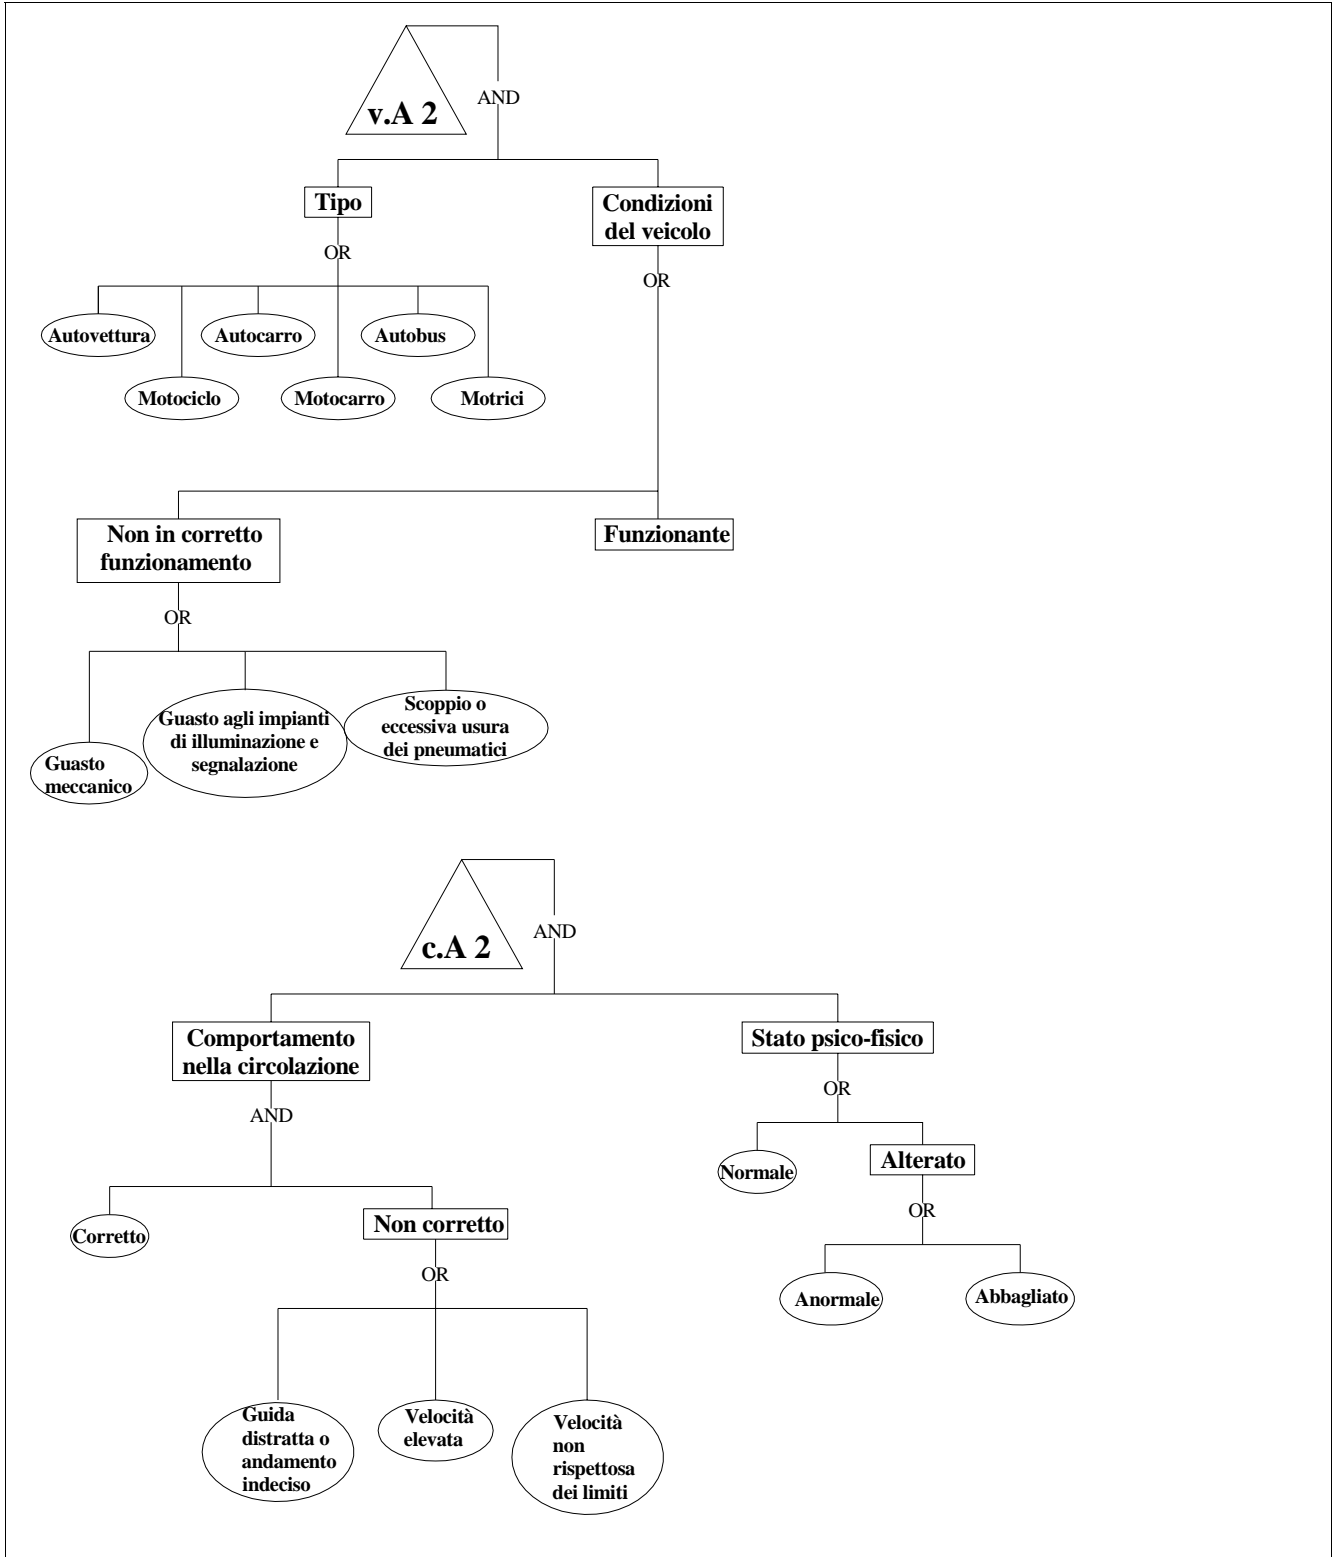 v.A 2
AND
Tipo
Condizioni
del veicolo
OR
OR
Autovettura
Autocarro
Autobus
Motociclo
Motocarro
Motrici
Non in corretto
funzionamento
Funzionante
OR
Guasto
meccanico
Guasto agli impianti
di illuminazione e
segnalazione
Scoppio o
eccessiva usura
dei pneumatici
c.A 2
AND
Comportamento
nella circolazione
Stato psico-fisico
AND
OR
Normale
Alterato
Corretto
Non corretto
OR
OR
Anormale
Abbagliato
Guida
distratta o
andamento
indeciso
Velocità
elevata
Velocità
non
rispettosa
dei limiti